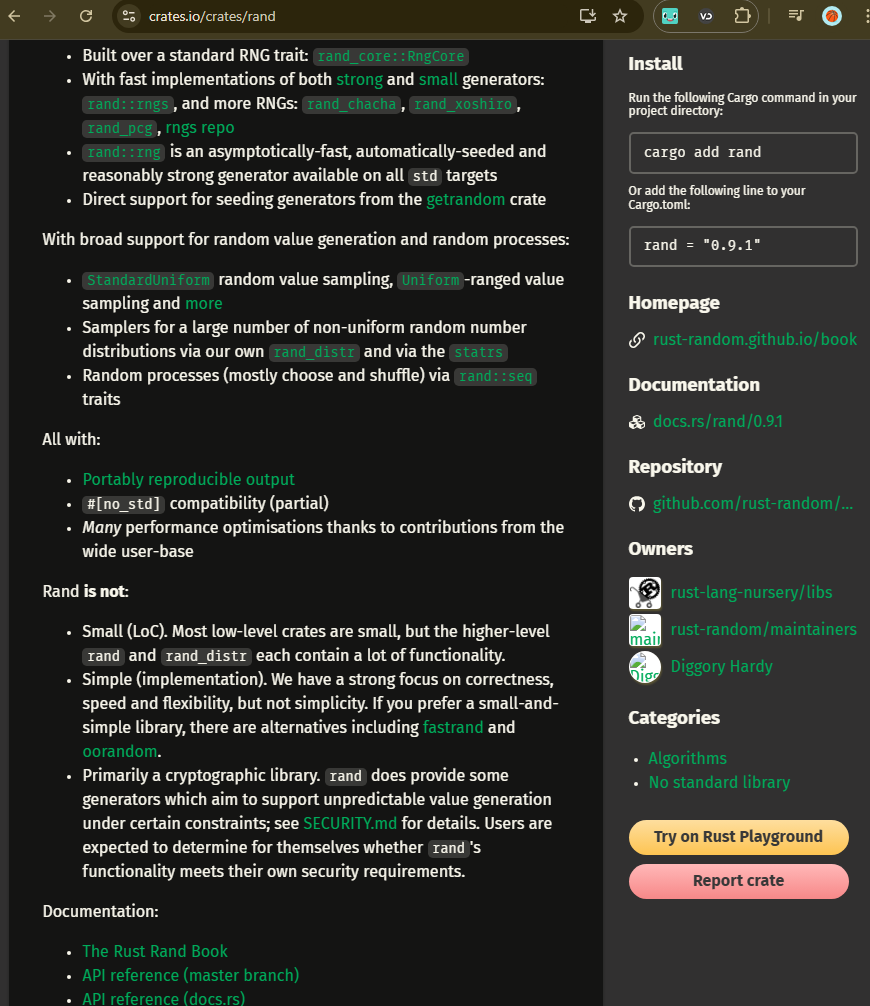 crates.io/crates/rand
• Built over a standard RNG trait: rand_core::RngCore
• With fast implementations of both strong and small generators:
rand::rngs, and more RNGs: rand_chacha, rand_xoshiro,
rand_pcg, rngs repo
• rand::rng is an asymptotically-fast, automatically-seeded and
reasonably strong generator available on all std targets
• Direct support for seeding generators from the getrandom crate
With broad support for random value generation and random processes:
• StandardUniform random value sampling, Uniform-ranged value
sampling and more
• Samplers for a large number of non-uniform random number
distributions via our own rand_distr and via the statrs
• Random processes (mostly choose and shuffle) via rand::seq
traits
All with:
• Portably reproducible output
• #[no_std] compatibility (partial)
• Many performance optimisations thanks to contributions from the
wide user-base
Rand is not:
• Small (LoC). Most low-level crates are small, but the higher-level
rand and rand_distr each contain a lot of functionality.
• Simple (implementation). We have a strong focus on correctness,
speed and flexibility, but not simplicity. If you prefer a small-and-
simple library, there are alternatives including fastrand and
oorandom.
• Primarily a cryptographic library. rand does provide some
generators which aim to support unpredictable value generation
under certain constraints; see SECURITY.md for details. Users are
expected to determine for themselves whether rand's
functionality meets their own security requirements.
Documentation:
• The Rust Rand Book
• API reference (master branch)
• API reference (docs.rs)
Install
Run the following Cargo command in your
project directory:
cargo add rand
Or add the following line to your
Cargo.toml:
rand = "0.9.1"
Homepage
rust-random.github.io/book
Documentation
docs.rs/rand/0.9.1
Repository
github.com/rust-random/...
Owners
rust-lang-nursery/libs
rust-random/maintainers
Diggory Hardy
Categories
• Algorithms
• No standard library
Try on Rust Playground
Report crate